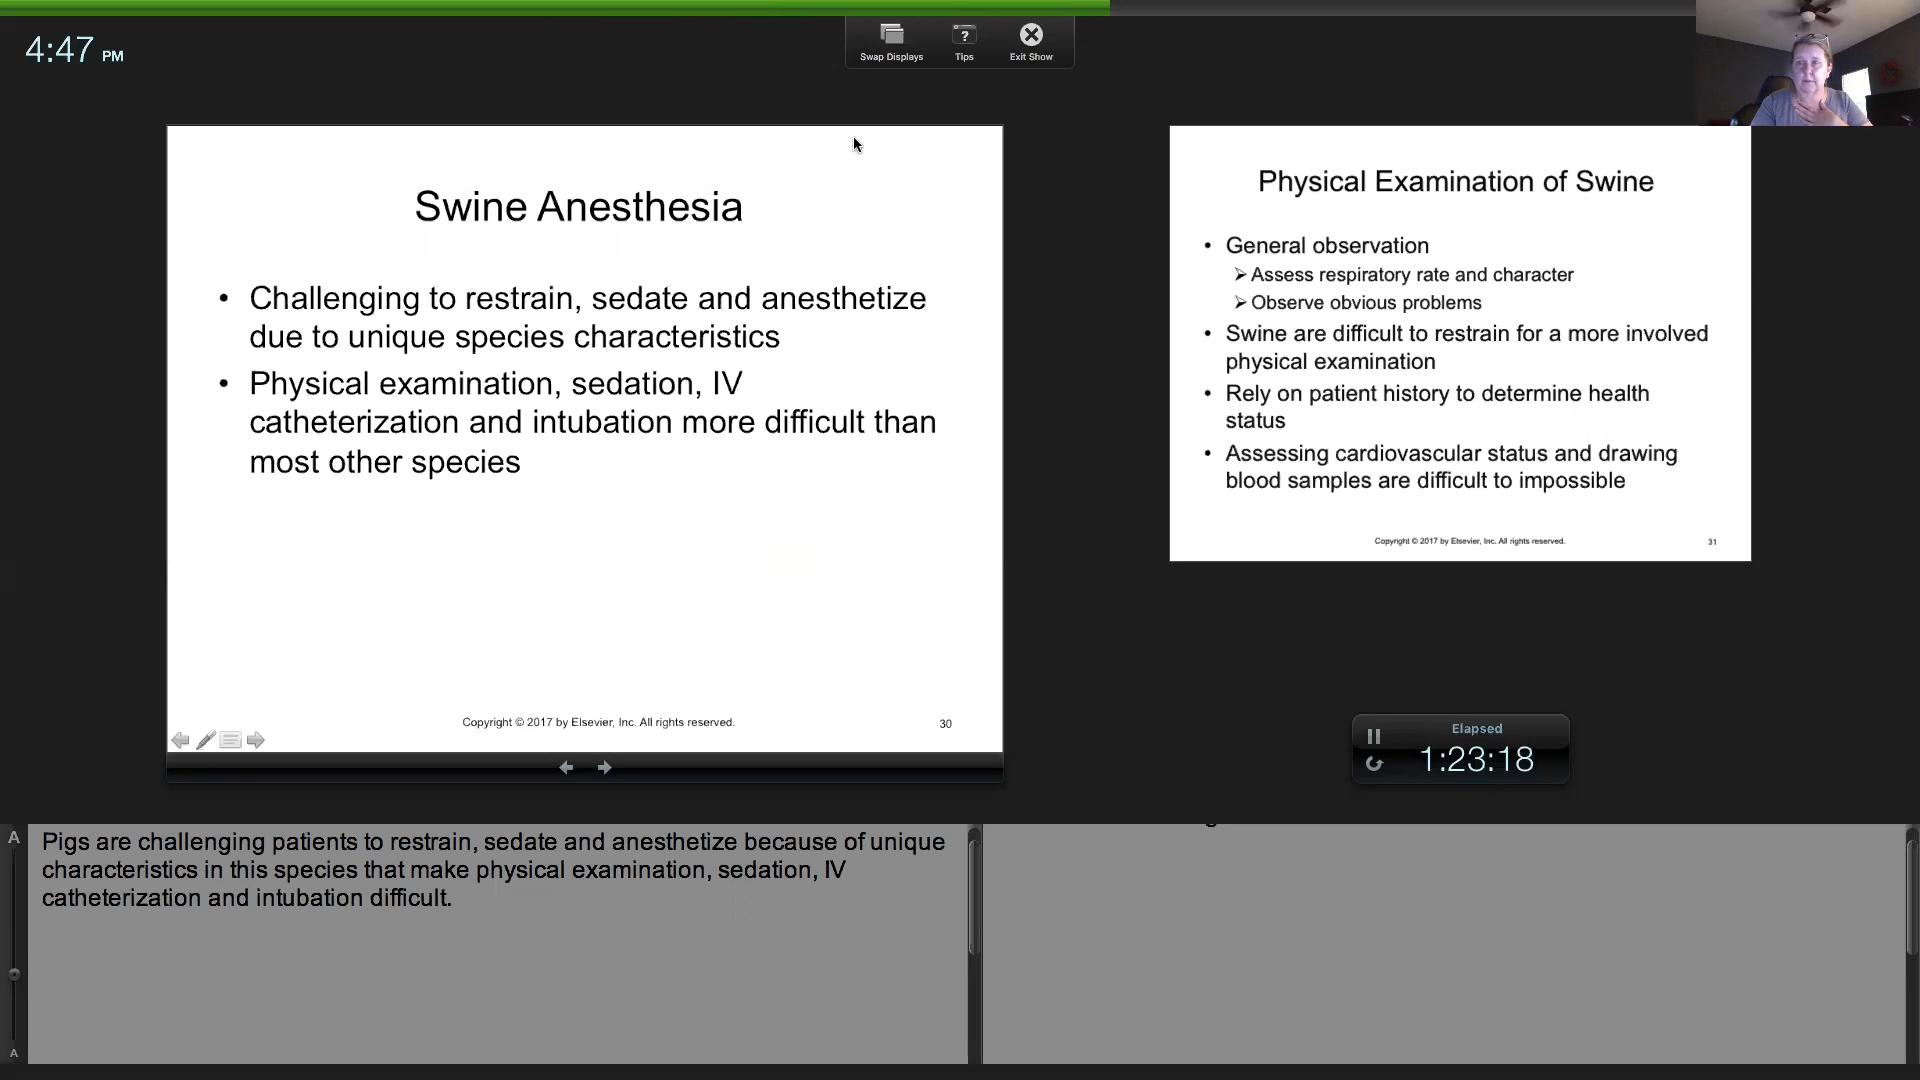 4:47 PM
Swap Displays
Tips
Exit Show
Swine Anesthesia
• Challenging to restrain, sedate and anesthetize
due to unique species characteristics
• Physical examination, sedation, IV
catheterization and intubation more difficult than
most other species
Copyright © 2017 by Elsevier, Inc. All rights reserved.
30
Physical Examination of Swine
• General observation
➢ Assess respiratory rate and character
➢ Observe obvious problems
• Swine are difficult to restrain for a more involved
physical examination
• Rely on patient history to determine health
status
• Assessing cardiovascular status and drawing
blood samples are difficult to impossible
Copyright © 2017 by Elsevier, Inc. All rights reserved.
31
Elapsed
1:23:18
A
Pigs are challenging patients to restrain, sedate and anesthetize because of unique
characteristics in this species that make physical examination, sedation, IV
catheterization and intubation difficult.
A